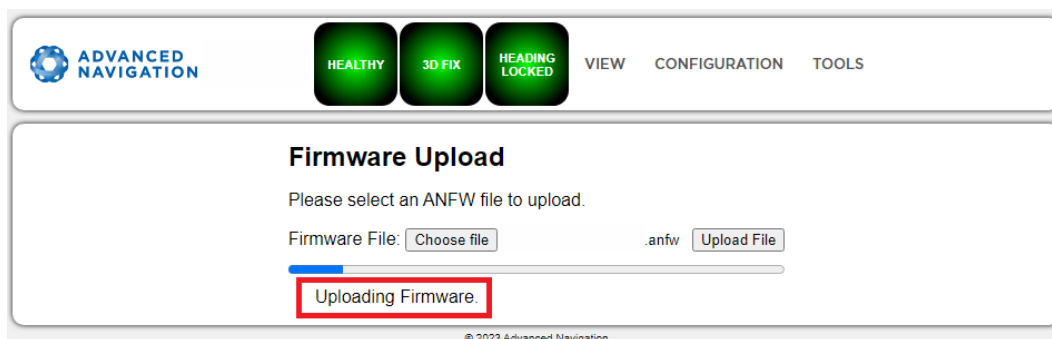 ADVANCED
NAVIGATION
HEALTHY
3D FIX
HEADING
LOCKED
VIEW
CONFIGURATION
TOOLS
Firmware Upload
Please select an ANFW file to upload.
Firmware File: Choose file .anfw Upload File
Uploading Firmware.
© 2023 Advanced Navigation